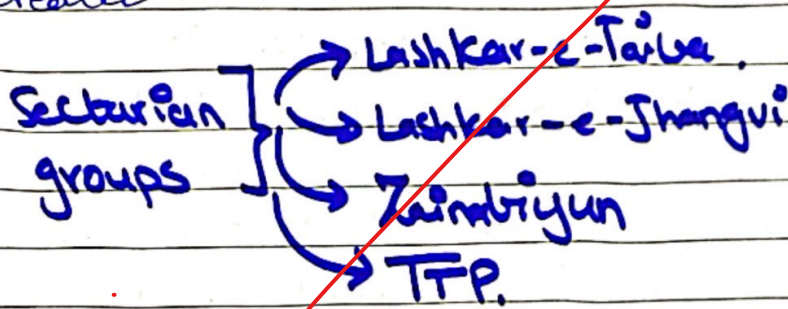 Lashkar-e-Taiba.
Sectarian
Lashkar-e-Jhangvi
groups
Zainabiyun
TTP.